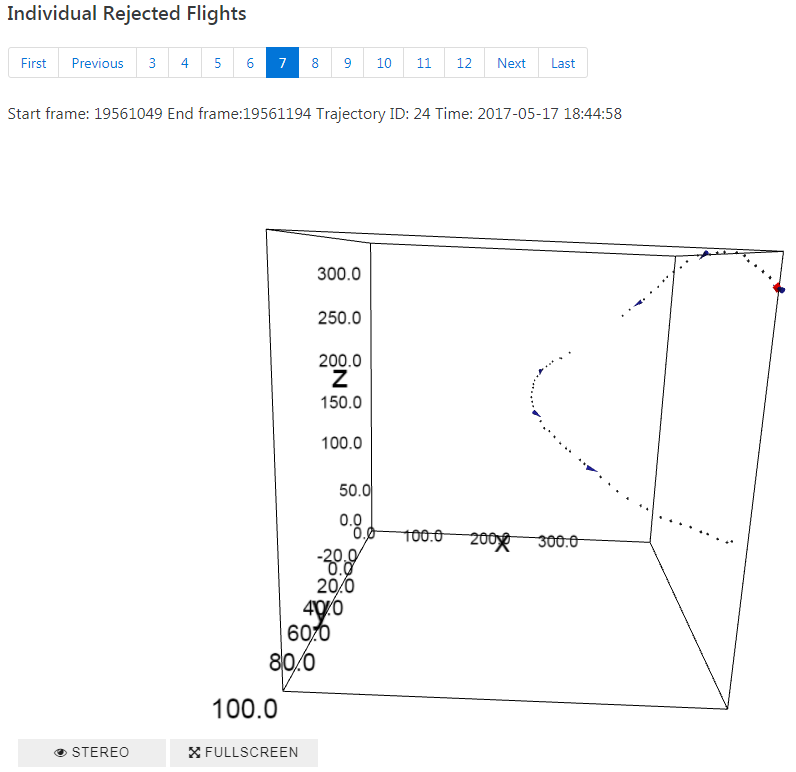 Individual Rejected Flights
First Previous 3 4 5 6 7 8 9 10 11 12 Next Last
Start frame: 19561049 End frame:19561194 Trajectory ID: 24 Time: 2017-05-17 18:44:58
300.0
250.0
200.0
z
150.0
100.0
50.0
0.0
0.0 100.0 200.0 x 300.0
-20.0
0.0
20.0
40.0
y
60.0
80.0
100.0
STEREO FULLSCREEN